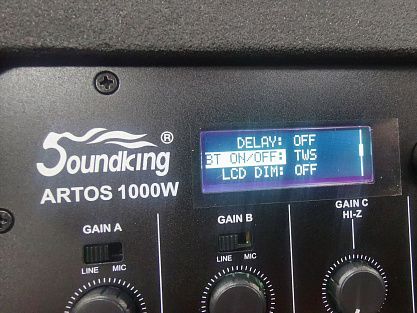 Soundking ®
ARTOS 1000W
DELAY: OFF
BT ON/OFF: TWS
LCD DIM: OFF
GAIN A
LINE MIC
GAIN B
LINE MIC
GAIN C
HI-Z